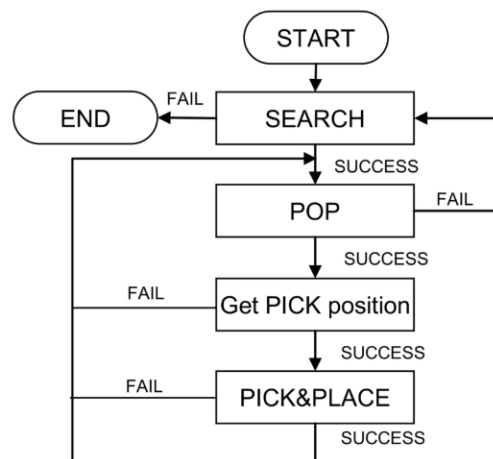 START
FAIL
END
SEARCH
SUCCESS
POP
FAIL
SUCCESS
FAIL
Get PICK position
SUCCESS
FAIL
PICK&PLACE
SUCCESS